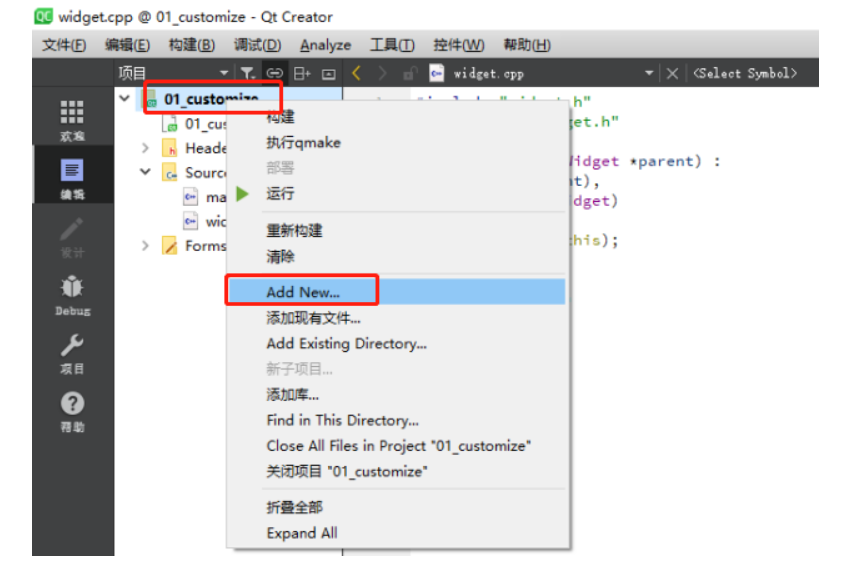 widget.cpp @ 01_customize - Qt Creator
文件(F) 编辑(E) 构建(B) 调试(D) Analyze 工具(T) 控件(W) 帮助(H)
项目 widget.cpp <Select Symbol>
01_customize
01_cus
Heade
Sourc
ma
wid
Forms
欢迎
编辑
设计
Debug
项目
帮助
.h"
get.h"
Widget *parent) :
nt),
dget)
this);
构建
执行qmake
部署
运行
重新构建
清除
Add New...
添加现有文件...
Add Existing Directory...
新子项目...
添加库...
Find in This Directory...
Close All Files in Project "01_customize"
关闭项目 "01_customize"
折叠全部
Expand All